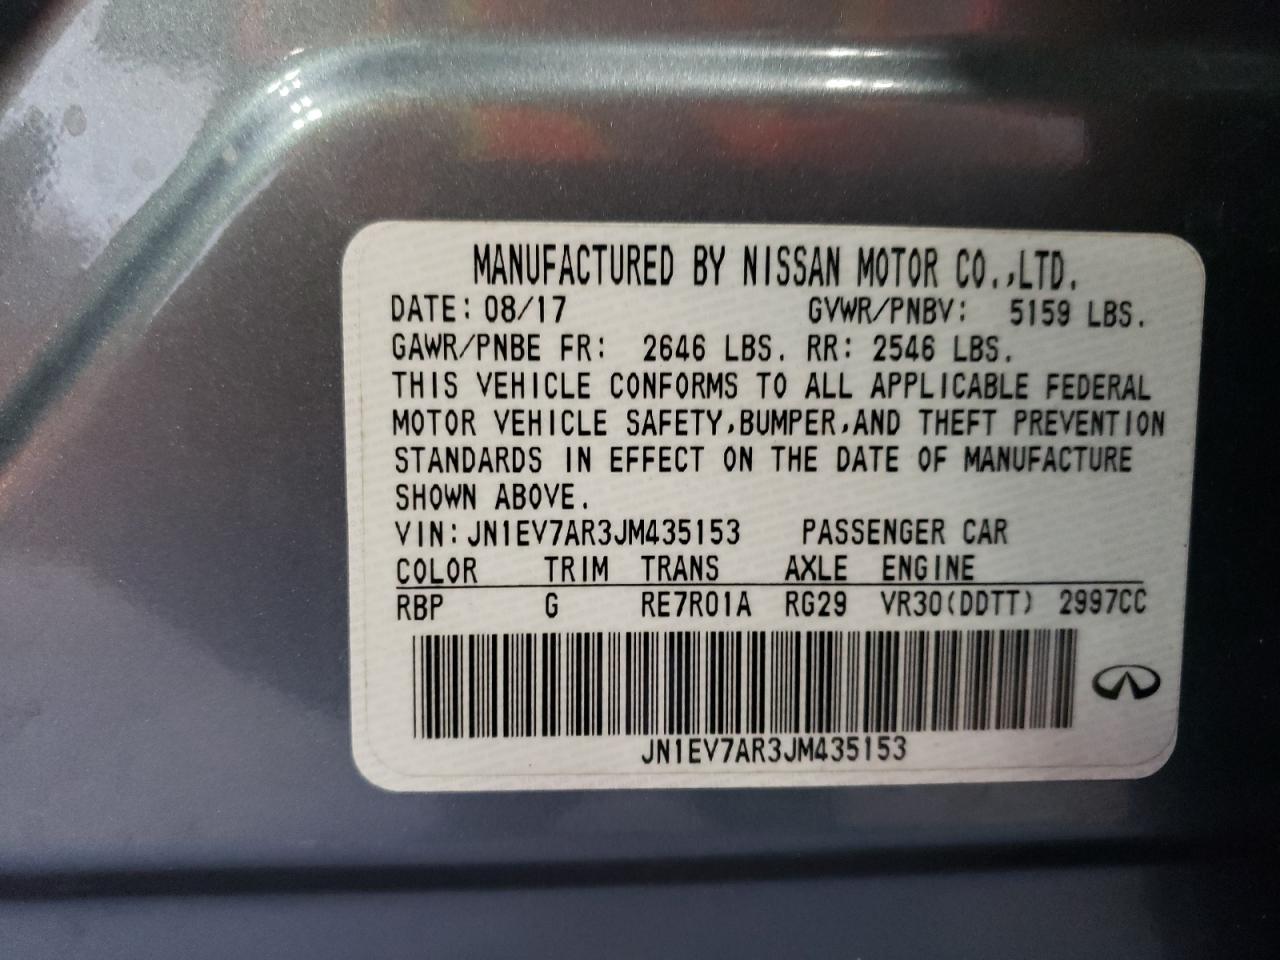 MANUFACTURED BY NISSAN MOTOR CO.,LTD.
DATE: 08/17 GVWR/PNBV: 5159 LBS.
GAWR/PNBE FR: 2646 LBS. RR: 2546 LBS.
THIS VEHICLE CONFORMS TO ALL APPLICABLE FEDERAL
MOTOR VEHICLE SAFETY,BUMPER,AND THEFT PREVENTION
STANDARDS IN EFFECT ON THE DATE OF MANUFACTURE
SHOWN ABOVE.
VIN:JN1EV7AR3JM435153 PASSENGER CAR
COLOR TRIM TRANS AXLE ENGINE
RBP G RE7R01A RG29 VR30(DDTT) 2997CC
JN1EV7AR3JM435153